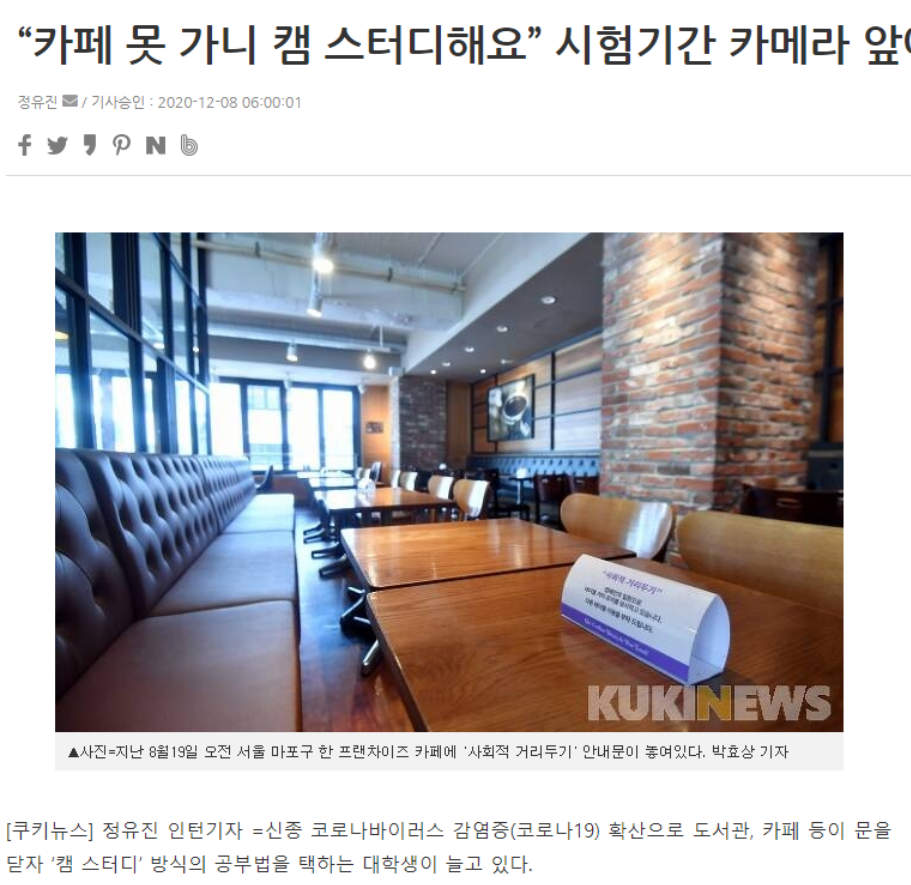 “카페 못 가니 캠 스터디해요” 시험기간 카메라 앞
정유진 / 기사승인 : 2020-12-08 06:00:01
“사회적 거리두기”
KUKINEWS
▲사진=지난 8월19일 오전 서울 마포구 한 프랜차이즈 카페에 '사회적 거리두기' 안내문이 놓여있다. 박효상 기자
[쿠키뉴스] 정유진 인턴기자 =신종 코로나바이러스 감염증(코로나19) 확산으로 도서관, 카페 등이 문을
닫자 ‘캠 스터디’ 방식의 공부법을 택하는 대학생이 늘고 있다.